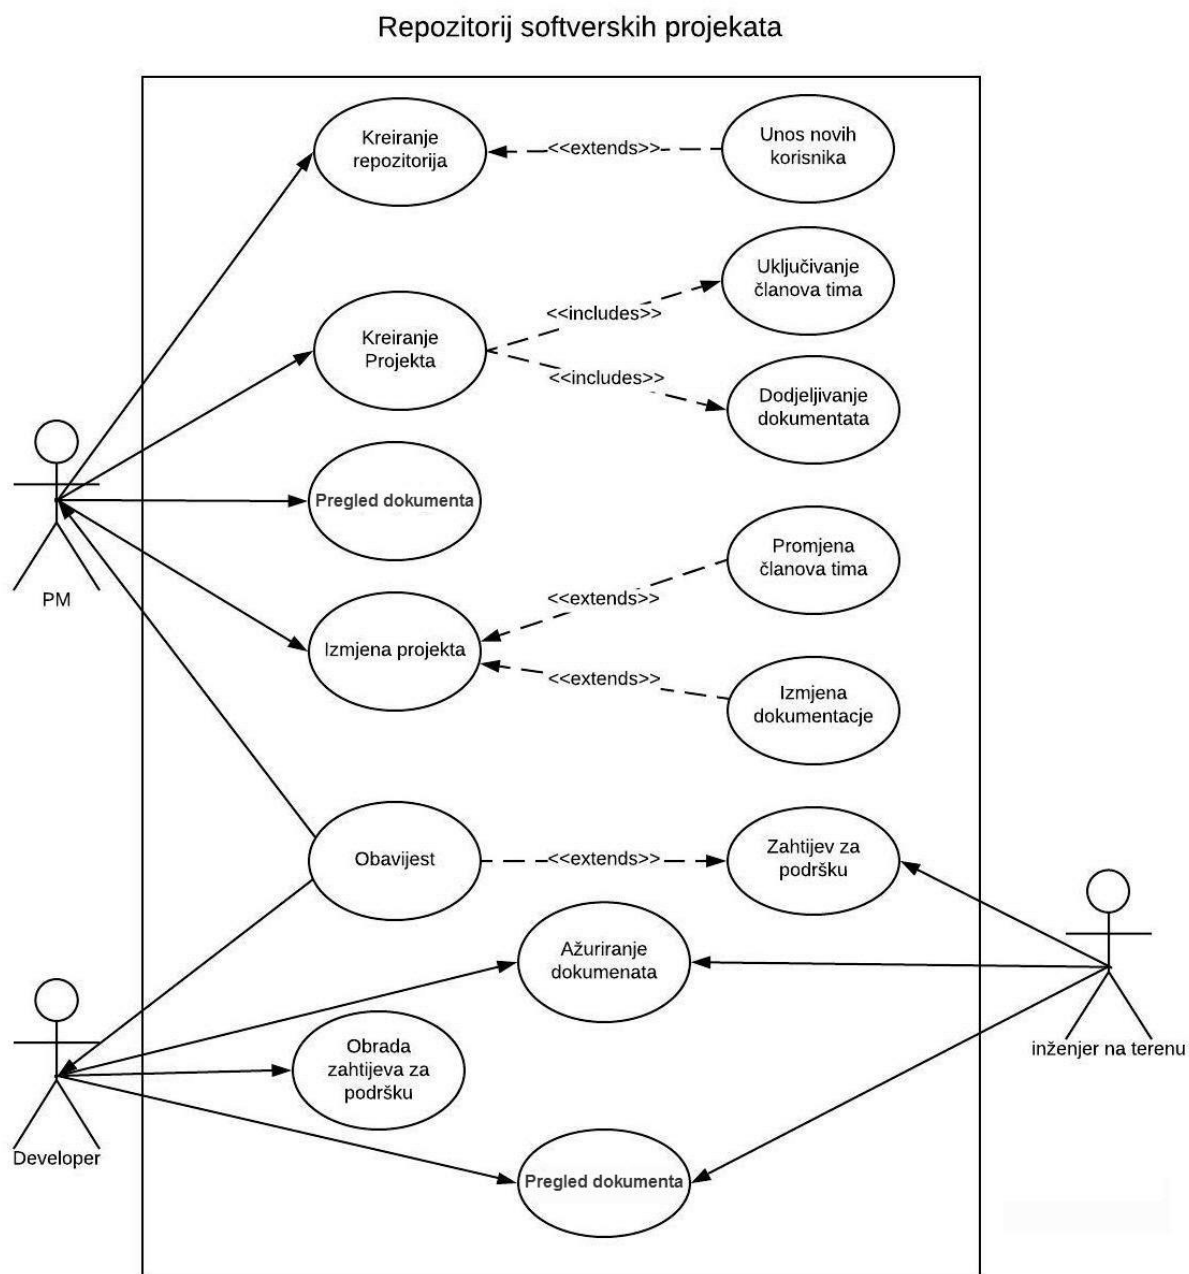 Repozitorij softverskih projekata
Kreiranje
repozitorija
<<extends>>
Unos novih
korisnika
Uključivanje
članova tima
<<includes>>
Kreiranje
Projekta
<<includes>>
Dodjeljivanje
dokumentata
Pregled dokumenta
PM
Promjena
članova tima
<<extends>>
Izmjena projekta
<<extends>>
Izmjena
dokumentacje
Obavijest
<<extends>>
Zahtijev za
podršku
Ažuriranje
dokumenata
inženjer na terenu
Obrada
zahtijeva za
podršku
Developer
Pregled dokumenta